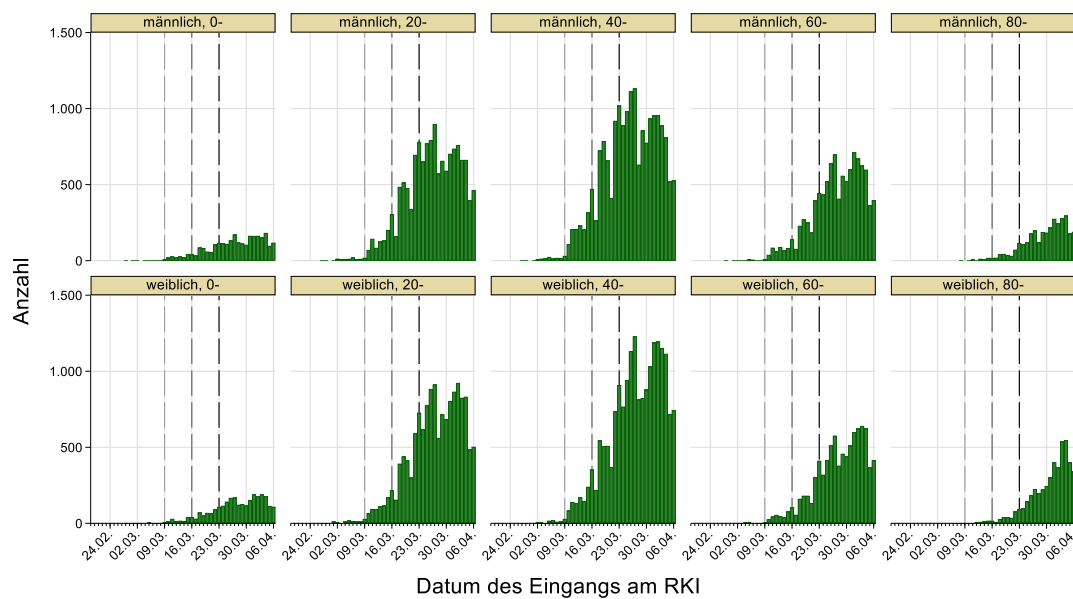 männlich, 0- männlich, 20- männlich, 40- männlich, 60- männlich, 80-
1.500
1.000
500
0
weiblich, 0- weiblich, 20- weiblich, 40- weiblich, 60- weiblich, 80-
1.500
1.000
500
0
Anzahl
24.02. 02.03. 09.03. 16.03. 23.03. 30.03. 06.04. 24.02. 02.03. 09.03. 16.03. 23.03. 30.03. 06.04. 24.02. 02.03. 09.03. 16.03. 23.03. 30.03. 06.04. 24.02. 02.03. 09.03. 16.03. 23.03. 30.03. 06.04. 24.02. 02.03. 09.03. 16.03. 23.03. 30.03. 06.04.
Datum des Eingangs am RKI